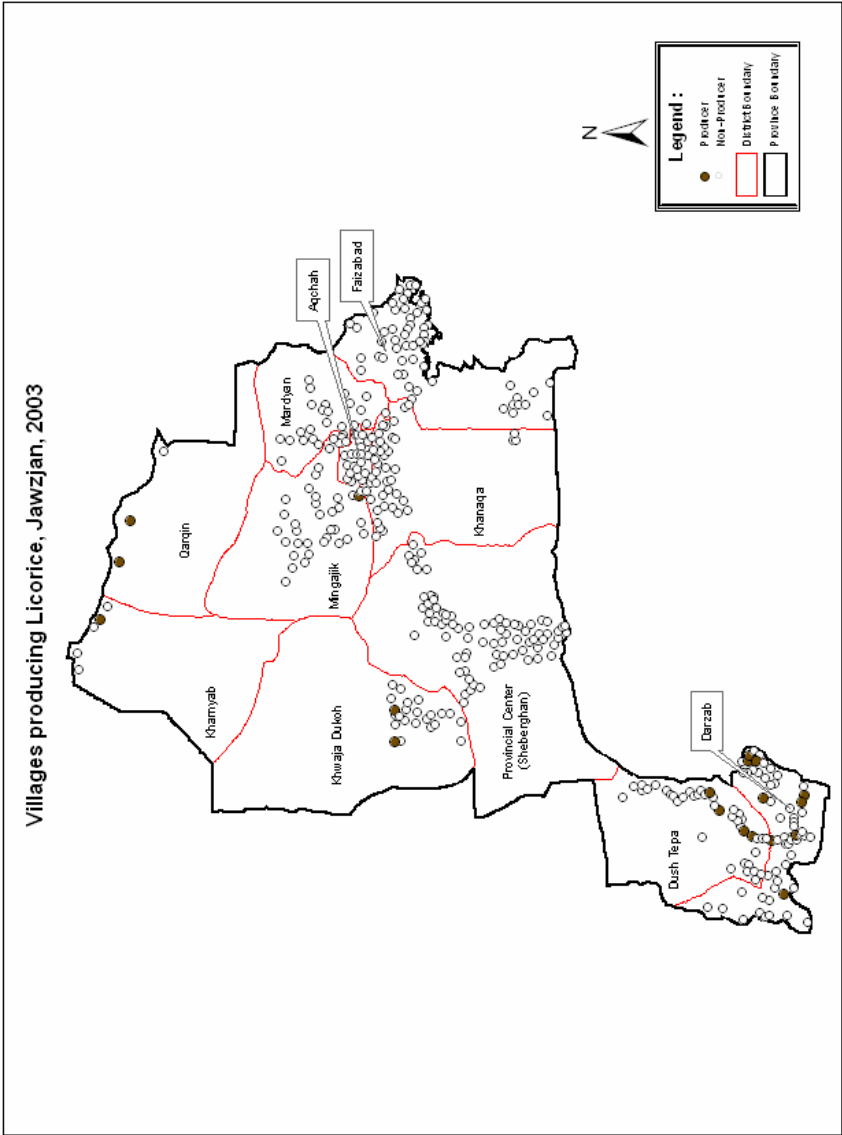 Villages producing Licorice, Jawzjan, 2003
Qarqin
Mardyan
Aqchah
Faizabad
Khamyab
Mingajik
Khanaqa
Khwaja Dukoh
Provincial Center
(Sheberghan)
Dush Tepa
Darzab
N
Legend :
Producer
Non-Producer
District Boundary
Province Boundary